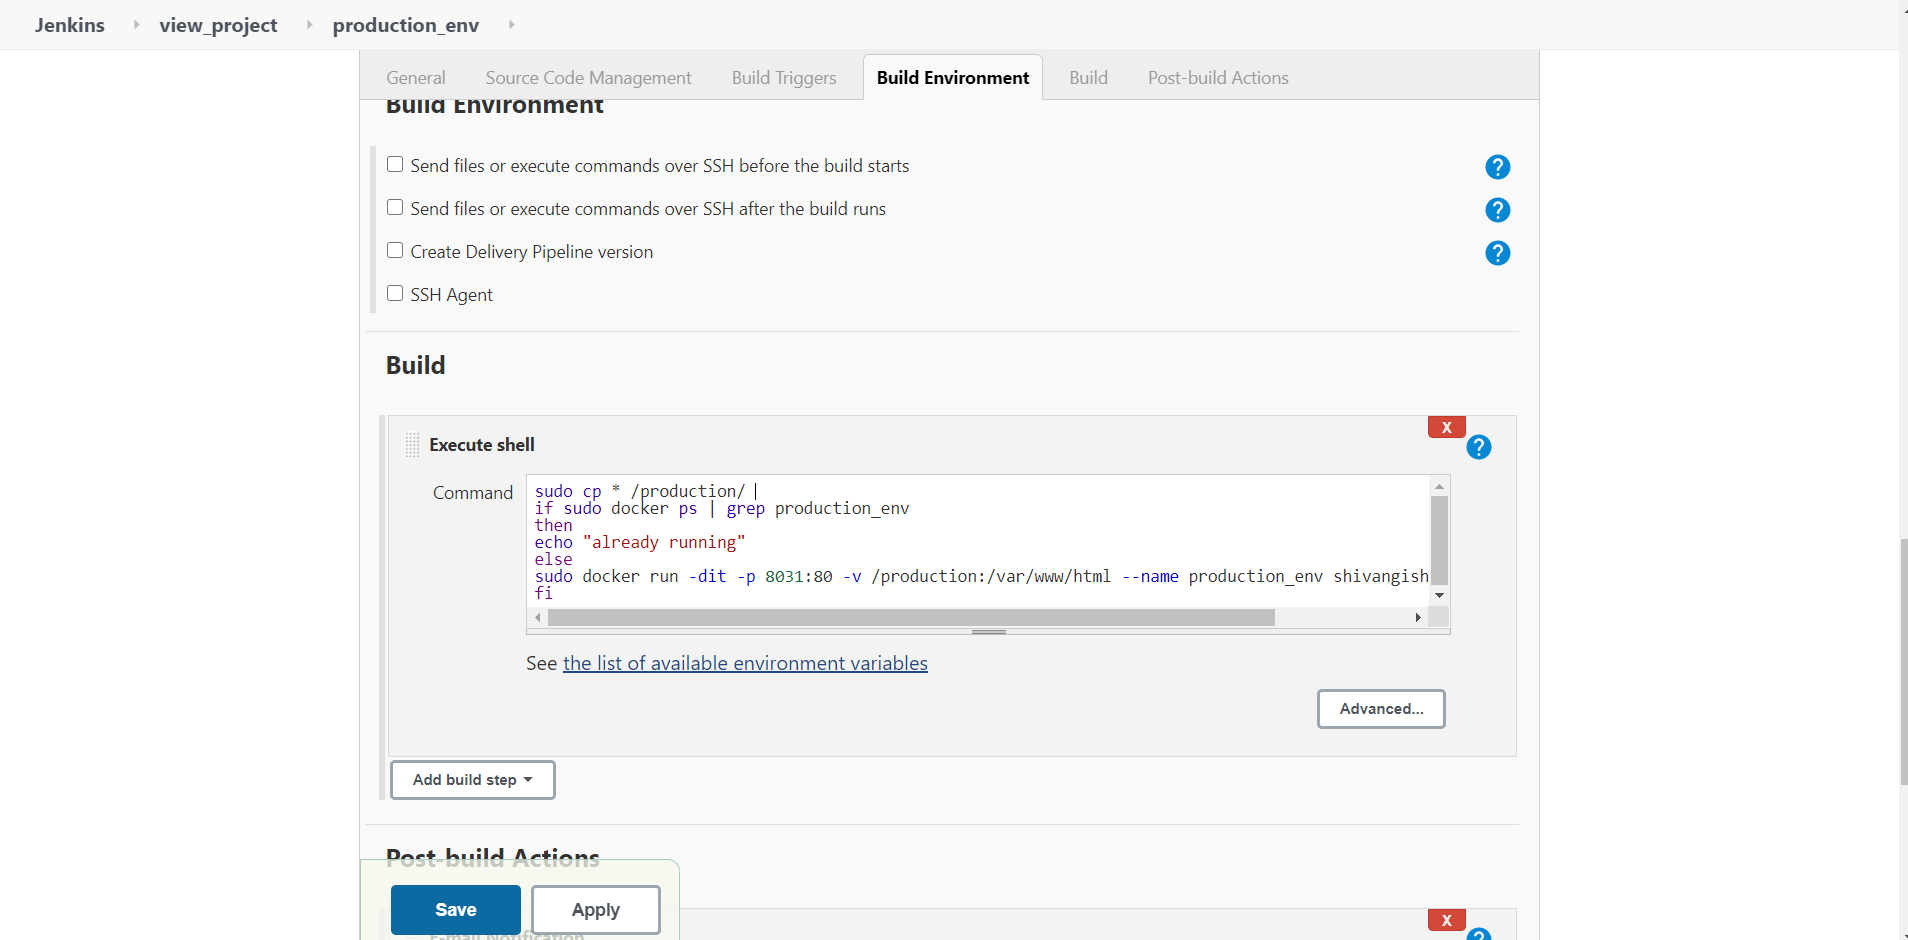 Jenkins view_project production_env
General Source Code Management Build Triggers Build Environment Build Post-build Actions
Build Environment
Send files or execute commands over SSH before the build starts ?
Send files or execute commands over SSH after the build runs ?
Create Delivery Pipeline version ?
SSH Agent
Build
X
Execute shell ?
Command
sudo cp * /production/
if sudo docker ps | grep production_env
then
echo "already running"
else
sudo docker run -dit -p 8031:80 -v /production:/var/www/html --name production_env shivangish
fi
See the list of available environment variables
Advanced...
Add build step
Post-build Actions
Save Apply
X
E-mail Notification ?